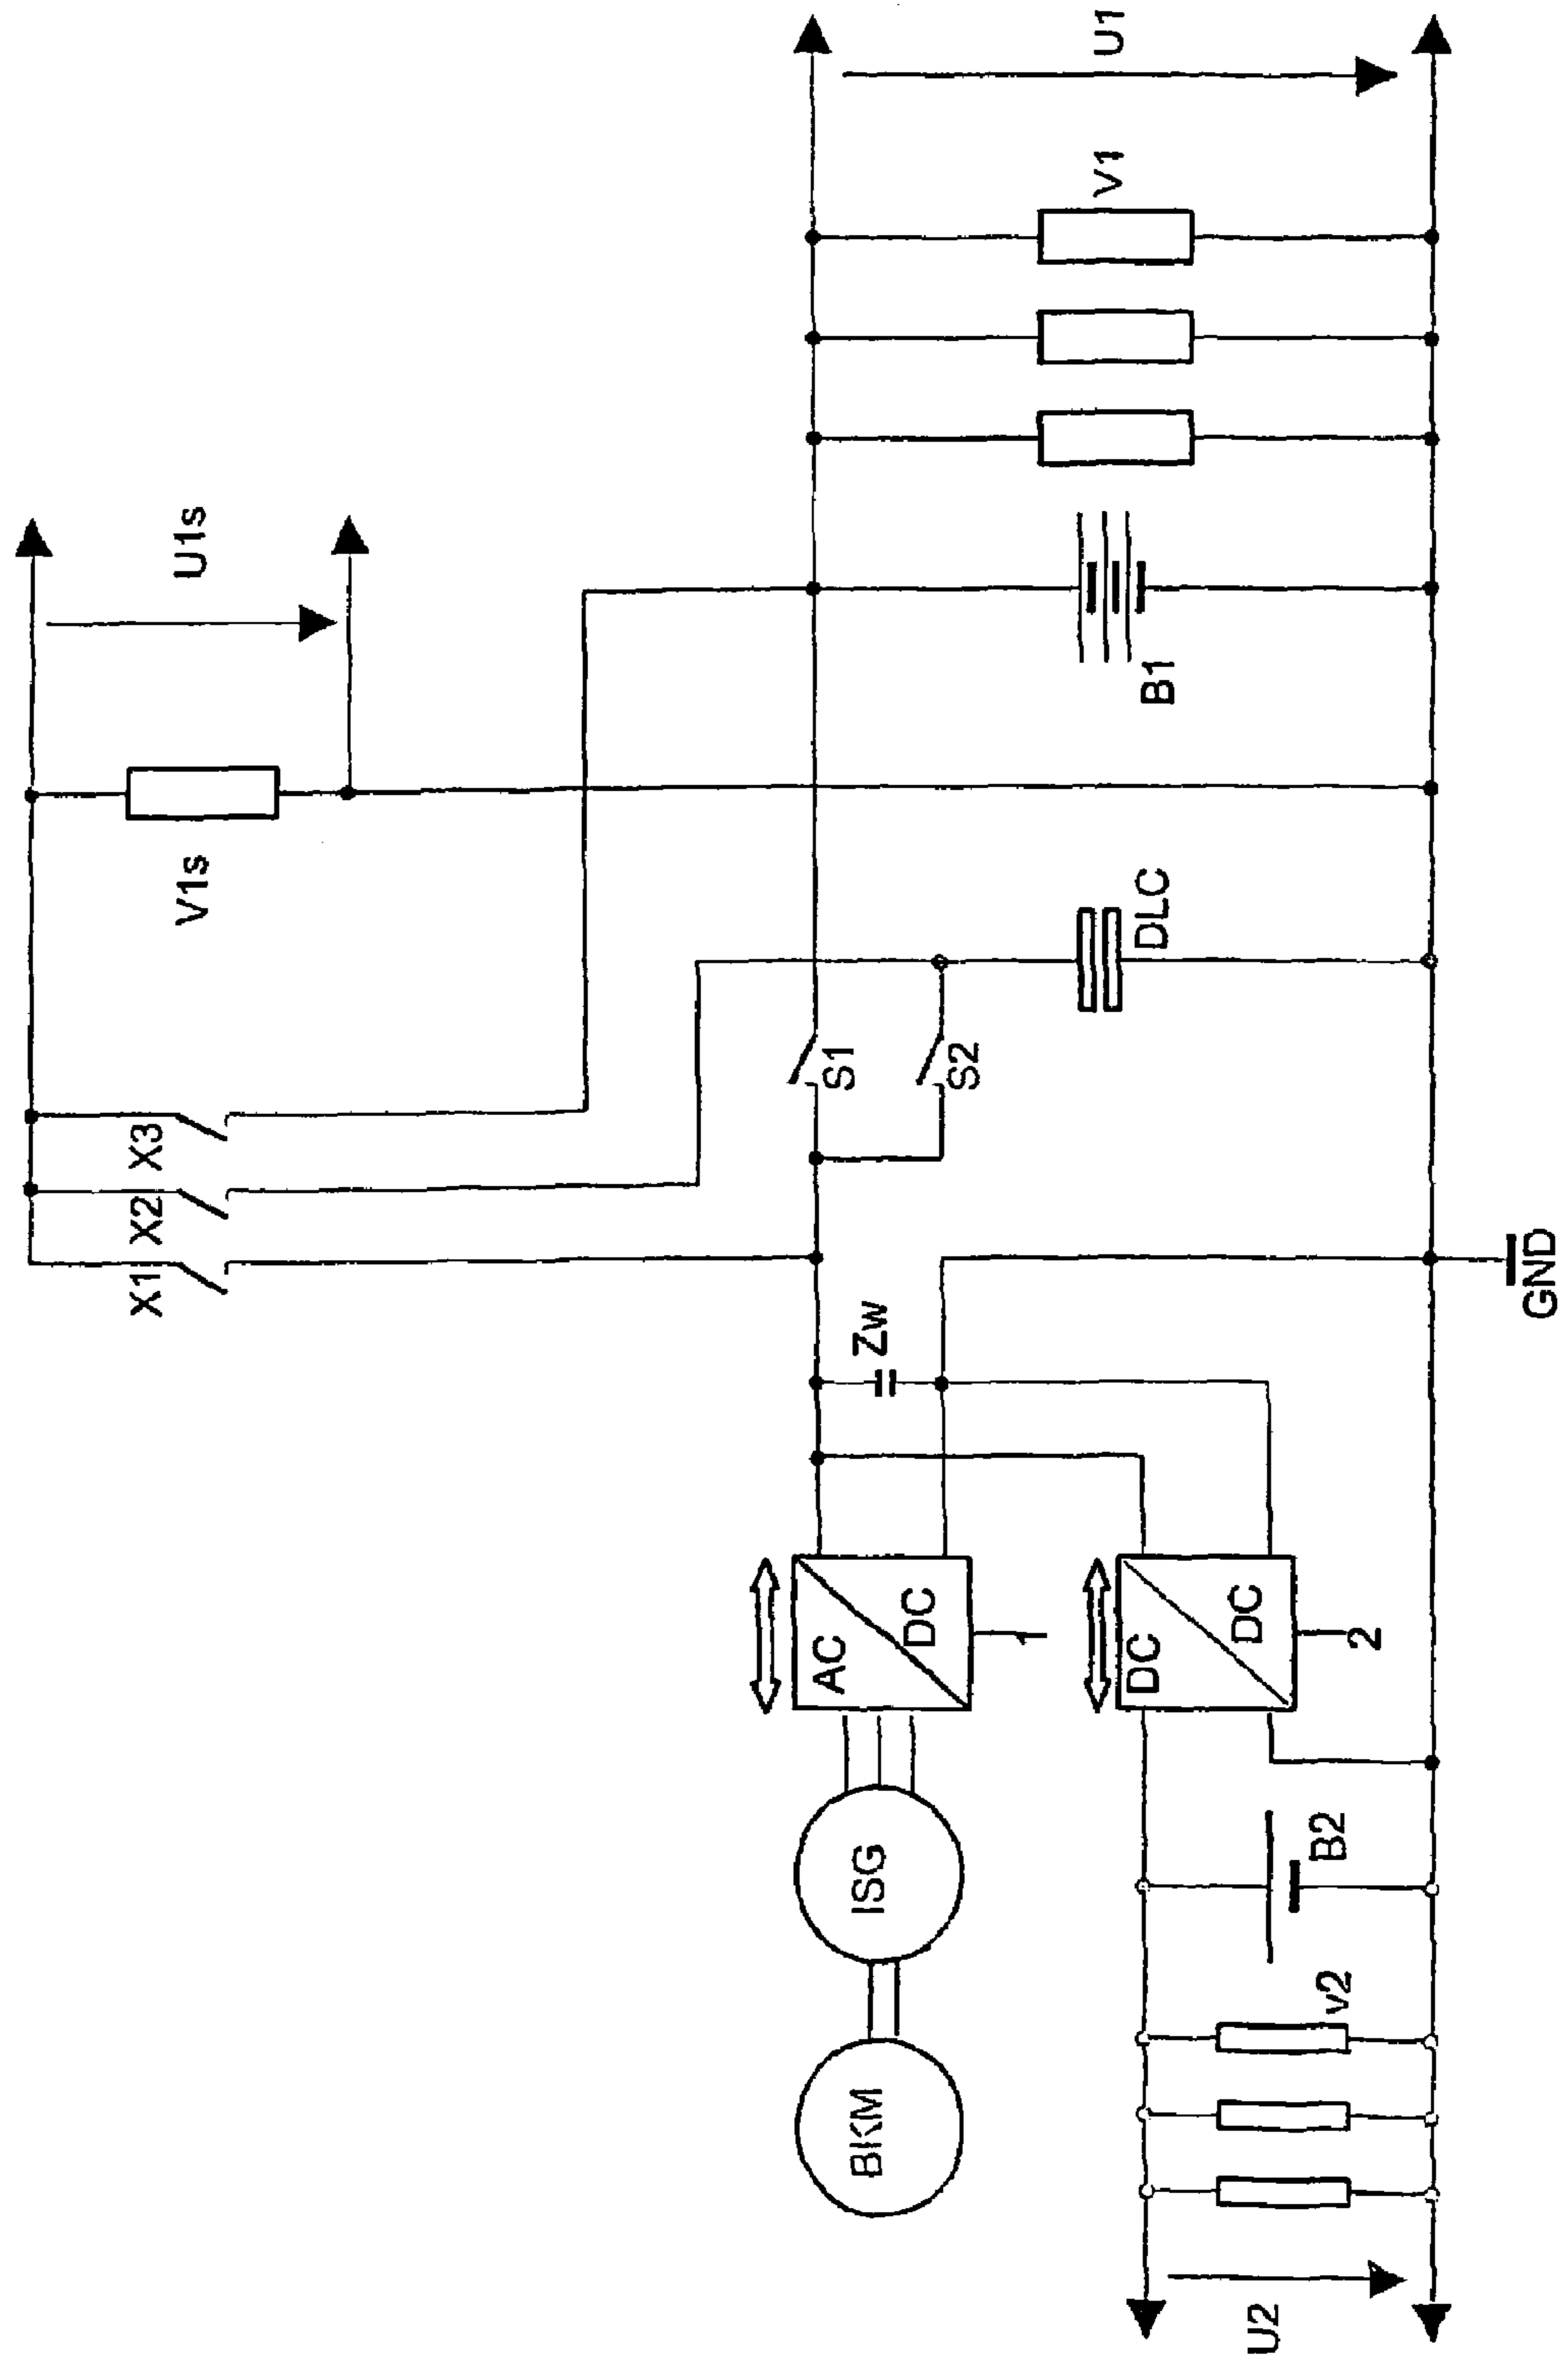 U1s
V1s
X1
X2
X3
U1
V1
B1
DLC
S1
S2
Zw
AC
DC
1
ISG
BKM
DC
DC
2
B2
v2
U2
GND